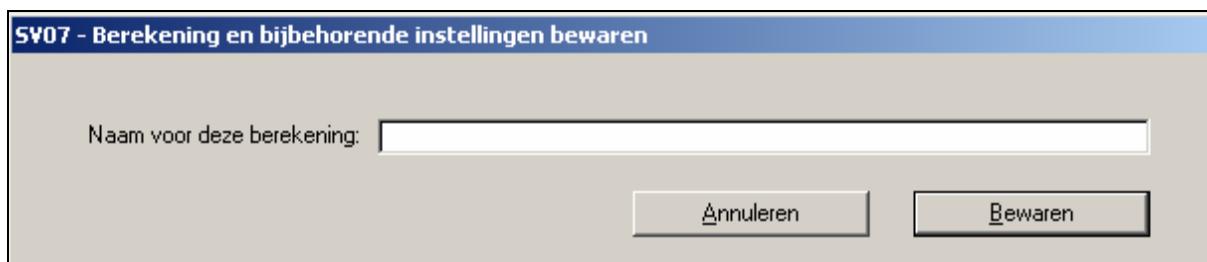 SV07 - Berekening en bijbehorende instellingen bewaren
Naam voor deze berekening:
Annuleren
Bewaren